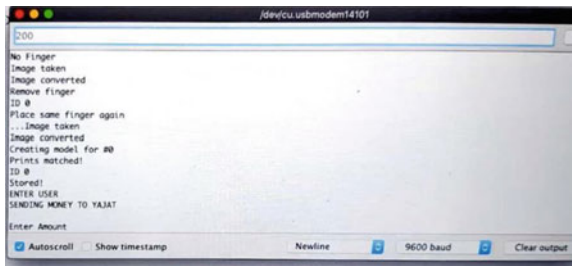 /dev/cu.usbmodem14101
200
No Finger
Image taken
Image converted
Remove finger
ID 0
Place same finger again
...Image taken
Image converted
Creating model for #0
Prints matched!
ID 0
Stored!
ENTER USER
SENDING MONEY TO YAJAT
Enter Amount
Autoscroll Show timestamp Newline 9600 baud Clear output